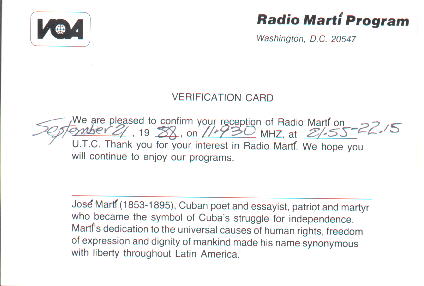 VOA
Radio Martí Program
Washington, D.C. 20547
VERIFICATION CARD
We are pleased to confirm your reception of Radio Martí on
September 21, 1988, on 11.930 MHZ, at 21:55-22.15
U.T.C. Thank you for your interest in Radio Martí. We hope you
will continue to enjoy our programs.
José Martí (1853-1895), Cuban poet and essayist, patriot and martyr
who became the symbol of Cuba's struggle for independence.
Martí's dedication to the universal causes of human rights, freedom
of expression and dignity of mankind made his name synonymous
with liberty throughout Latin America.